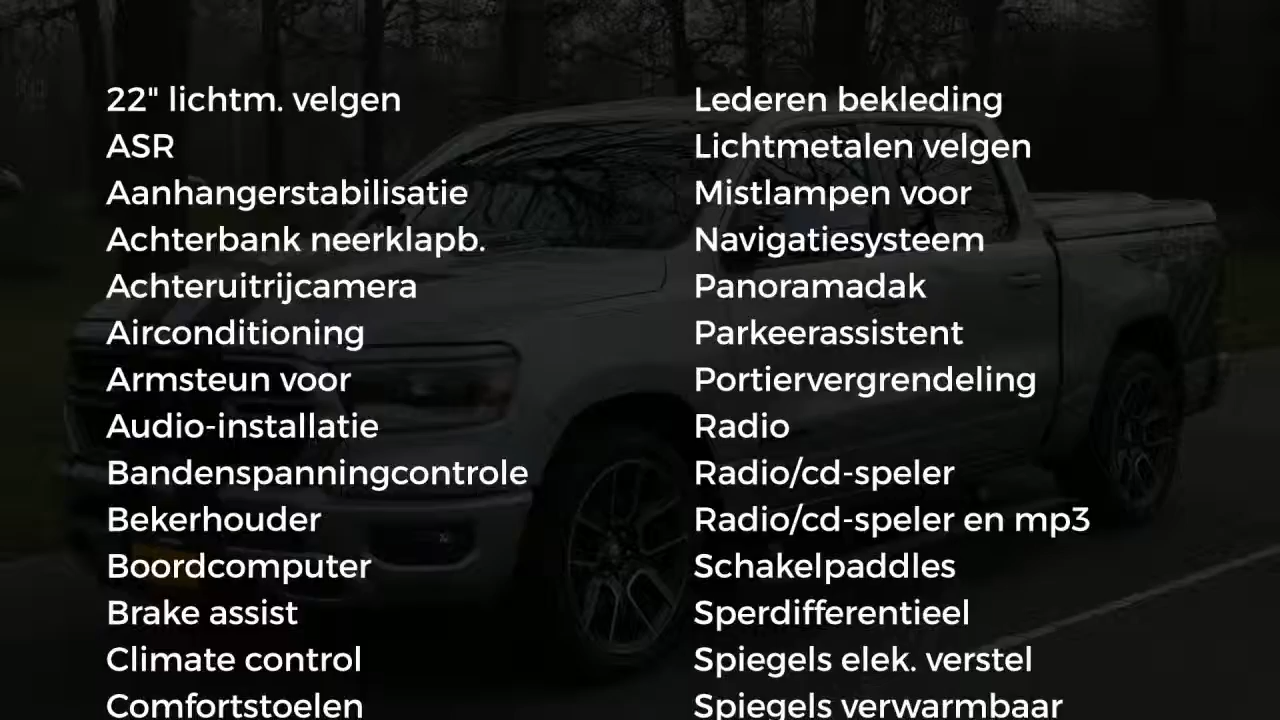 22" lichtm. velgen
ASR
Aanhangerstabilisatie
Achterbank neerklapb.
Achteruitrijcamera
Airconditioning
Armsteun voor
Audio-installatie
Bandenspanningcontrole
Bekerhouder
Boordcomputer
Brake assist
Climate control
Comfortstoelen
Lederen bekleding
Lichtmetalen velgen
Mistlampen voor
Navigatiesysteem
Panoramadak
Parkeerassistent
Portiervergrendeling
Radio
Radio/cd-speler
Radio/cd-speler en mp3
Schakelpaddles
Sperdifferentieel
Spiegels elek. verstel
Spiegels verwarmbaar